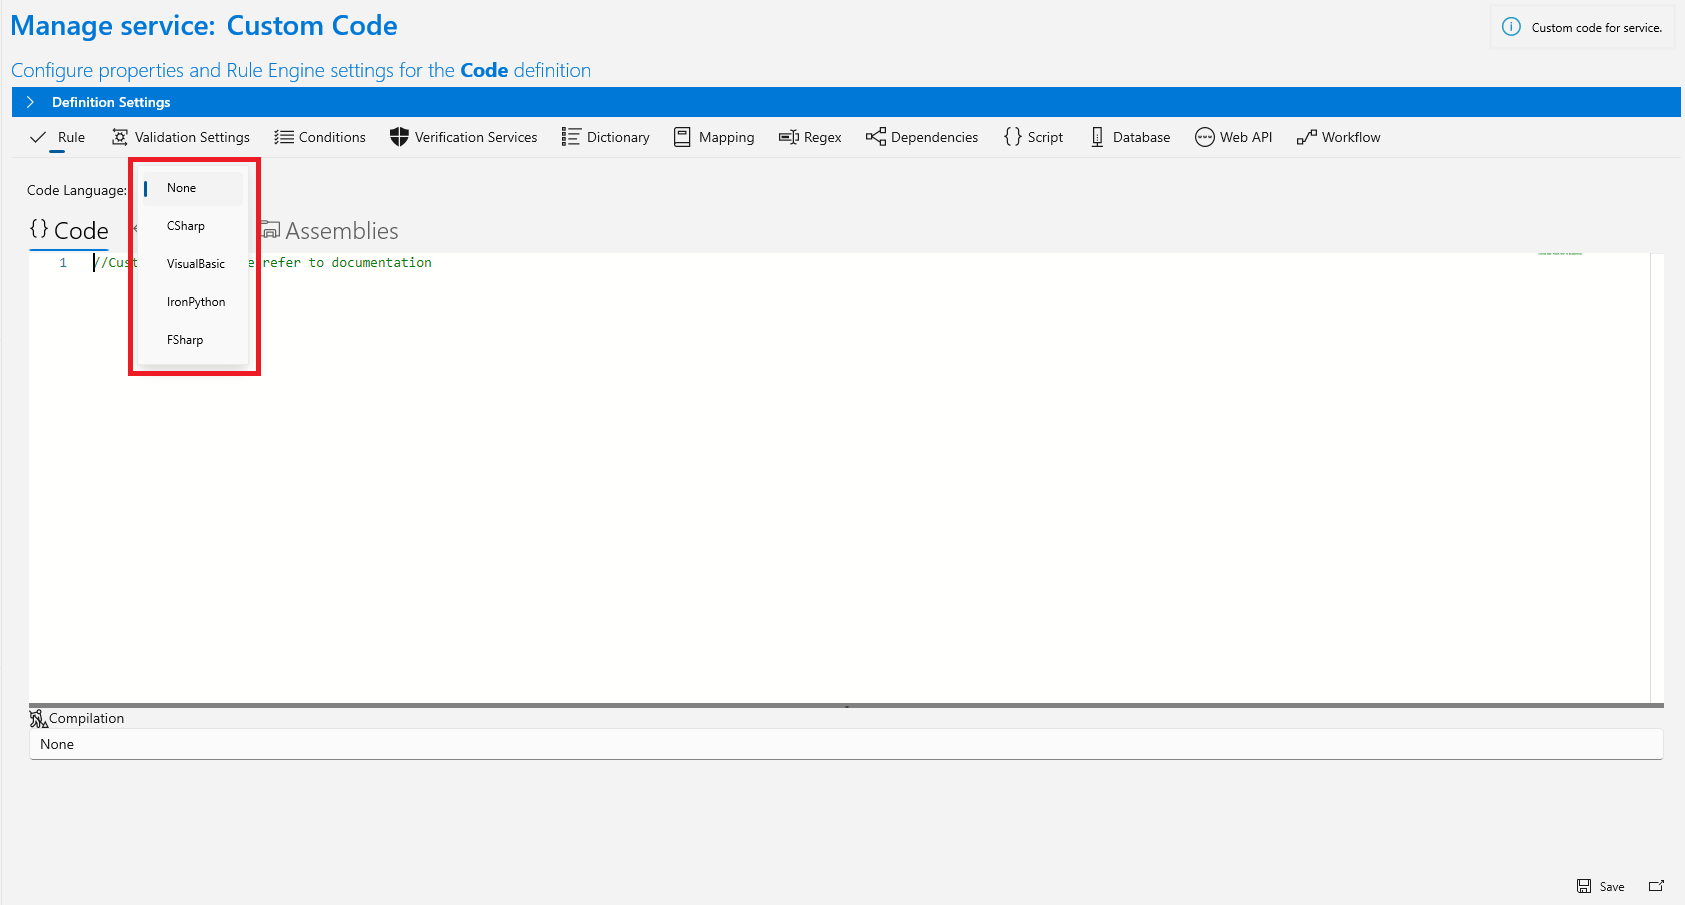 Manage service: Custom Code
Custom code for service.
Configure properties and Rule Engine settings for the Code definition
Definition Settings
Rule Validation Settings Conditions Verification Services Dictionary Mapping Regex Dependencies Script Database Web API Workflow
Code Language:
None
CSharp
VisualBasic
IronPython
FSharp
{} Code Assemblies
1 //Cust refer to documentation
Compilation
None
Save